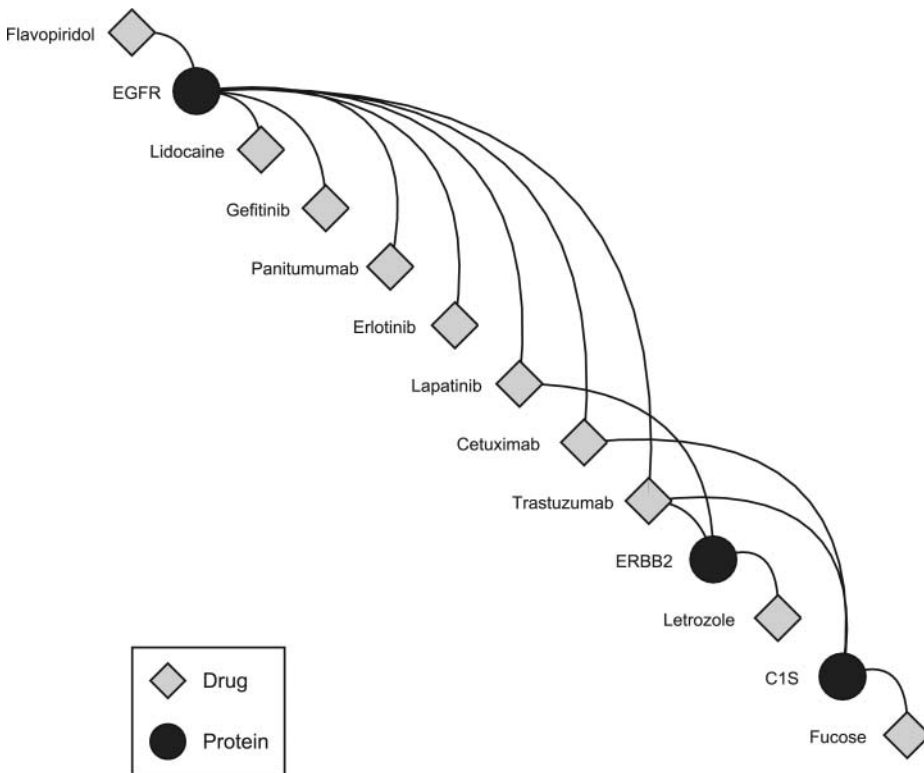 Flavopiridol
EGFR
Lidocaine
Gefitinib
Panitumumab
Erlotinib
Lapatinib
Cetuximab
Trastuzumab
ERBB2
Letrozole
C1S
Fucose
Drug
Protein